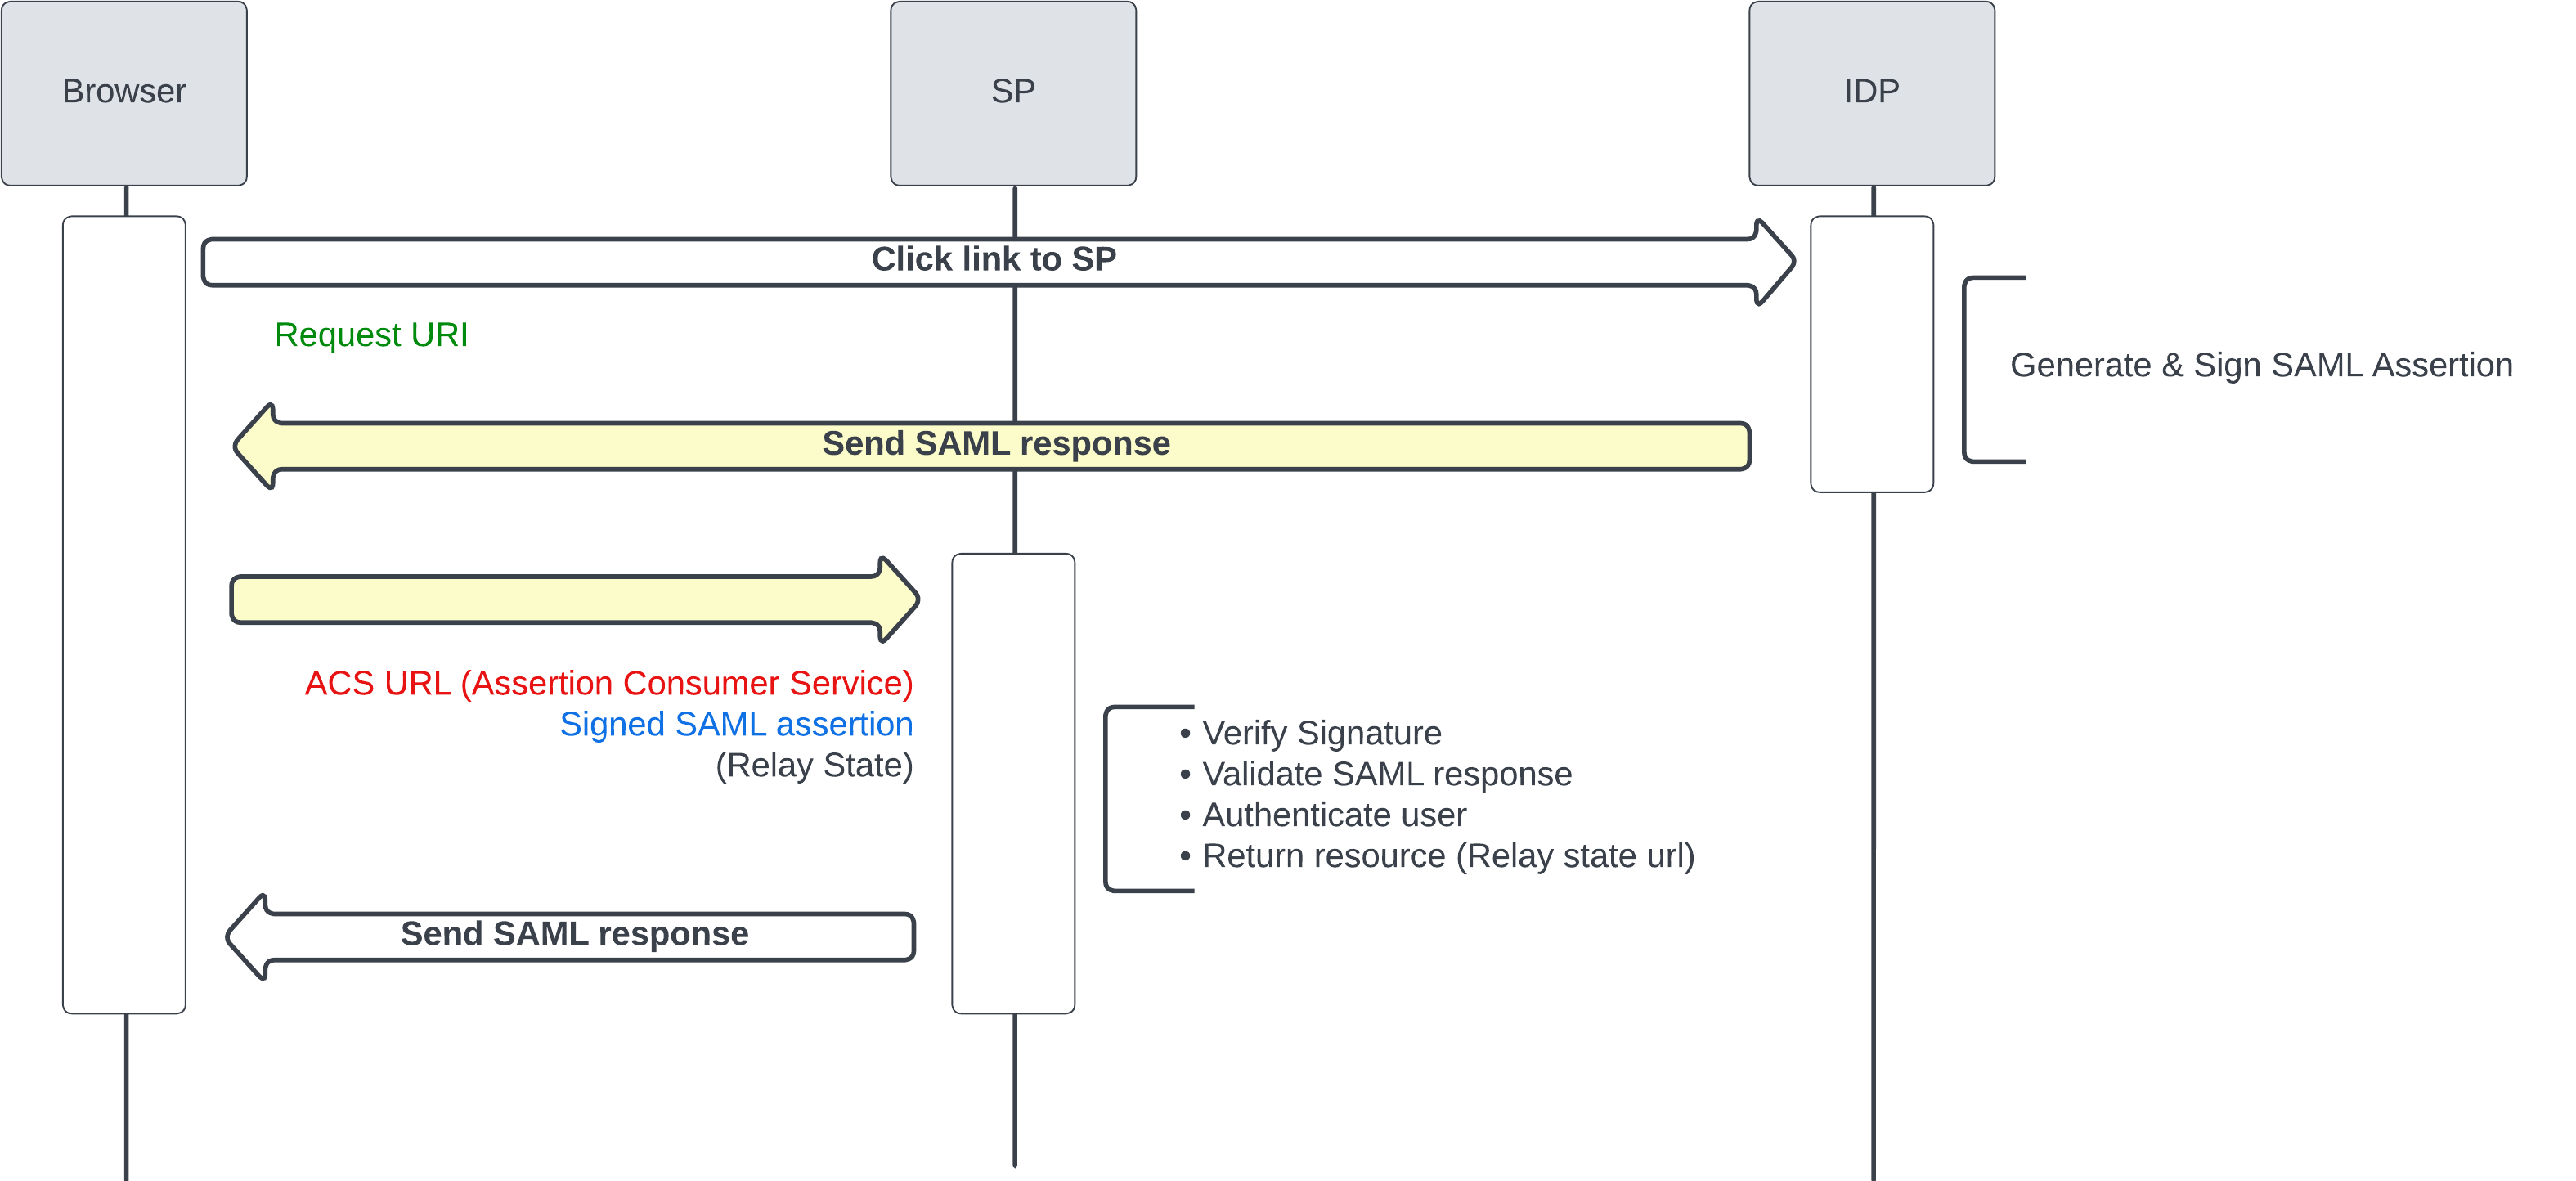 Browser
SP
IDP
Click link to SP
Request URI
Generate & Sign SAML Assertion
Send SAML response
ACS URL (Assertion Consumer Service)
Signed SAML assertion
(Relay State)
• Verify Signature
• Validate SAML response
• Authenticate user
• Return resource (Relay state url)
Send SAML response